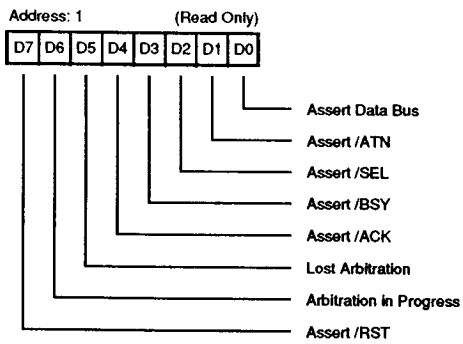 Address: 1 (Read Only)
D7 D6 D5 D4 D3 D2 D1 D0
Assert Data Bus
Assert /ATN
Assert /SEL
Assert /BSY
Assert /ACK
Lost Arbitration
Arbitration in Progress
Assert /RST